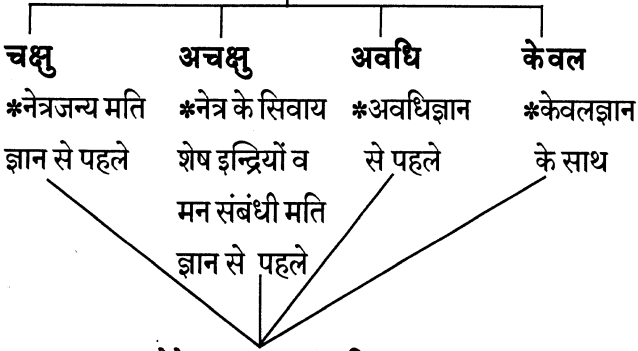 चक्षु अचक्षु अवधि केवल
*नेत्रजन्य मति *नेत्र के सिवाय *अवधिज्ञान *केवलज्ञान
ज्ञान से पहले शेष इन्द्रियों व से पहले के साथ
मन संबंधी मति
ज्ञान से पहले